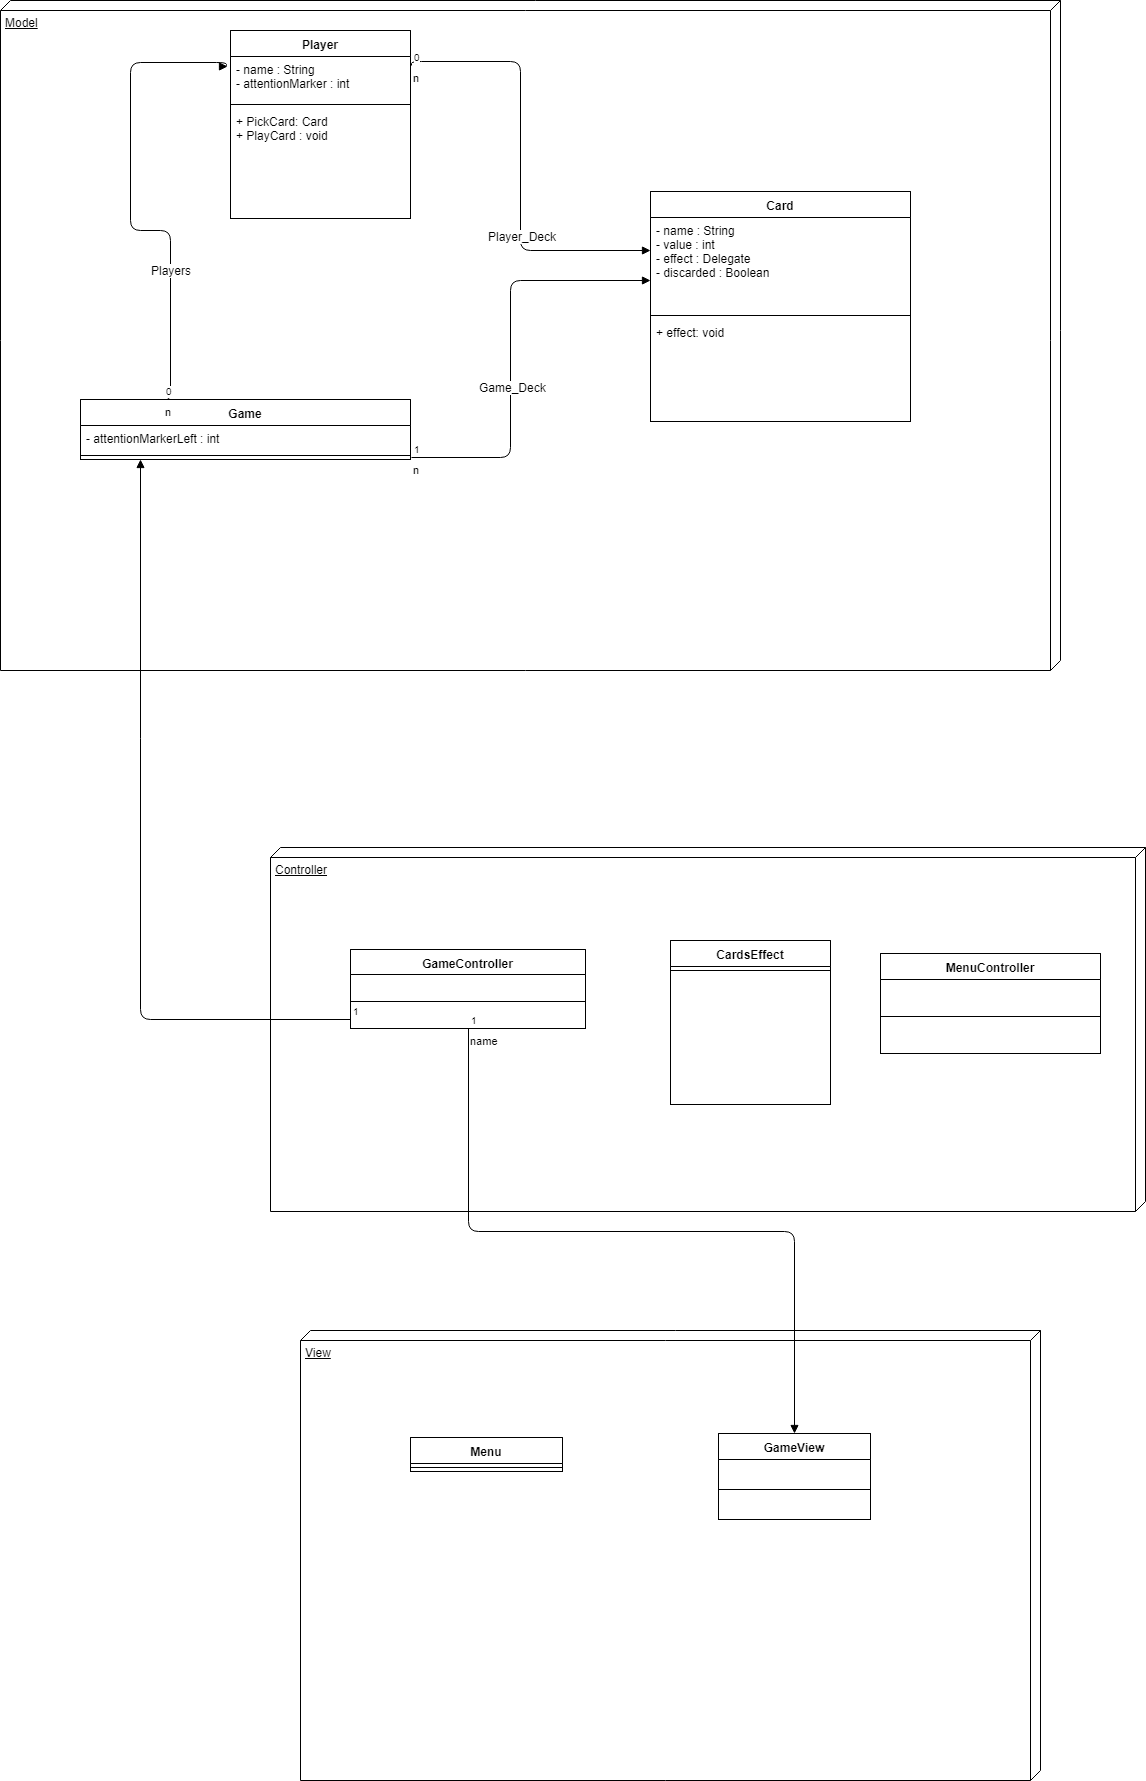 Model
Player
- name : String
- attentionMarker : int
+ PickCard: Card
+ PlayCard : void
0
n
Card
- name : String
- value : int
- effect : Delegate
- discarded : Boolean
+ effect: void
Player_Deck
Players
Game_Deck
0
n
Game
- attentionMarkerLeft : int
1
n
Controller
GameController
1
1
name
CardsEffect
MenuController
View
Menu
GameView